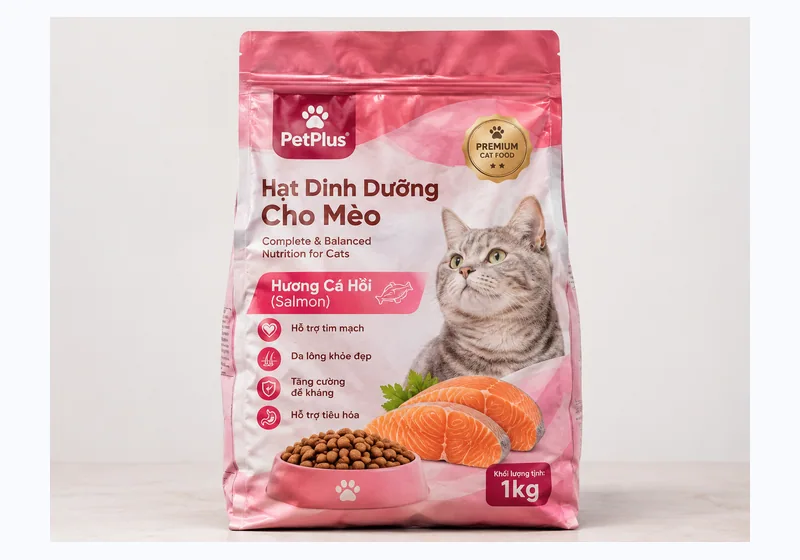 PetPlus®
PREMIUM
CAT FOOD
Hạt Dinh Dưỡng
Cho Mèo
Complete & Balanced
Nutrition for Cats
Hương Cá Hồi
(Salmon)
Hỗ trợ tim mạch
Da lông khỏe đẹp
Tăng cường
đề kháng
Hỗ trợ tiêu hóa
Khối lượng tịnh:
1kg